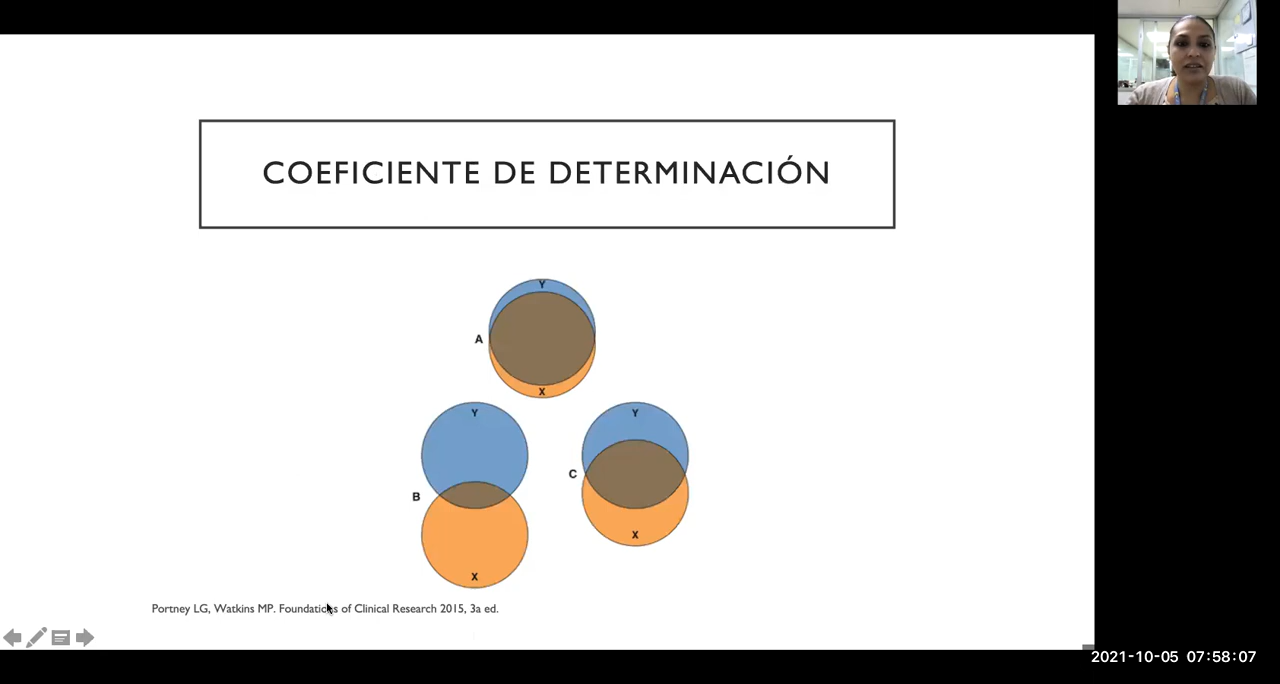 COEFICIENTE DE DETERMINACIÓN
Y
A
X
Y
Y
C
B
X
X
Portney LG, Watkins MP. Foundations of Clinical Research 2015, 3a ed.
2021-10-05 07:58:07